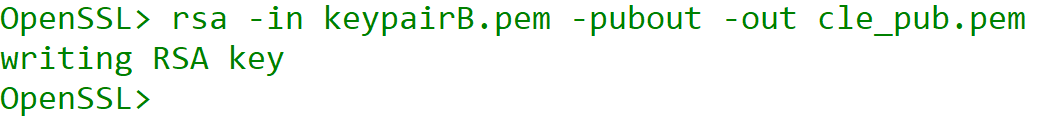 OpenSSL> rsa -in keypairB.pem -pubout -out cle_pub.pem
writing RSA key
OpenSSL>